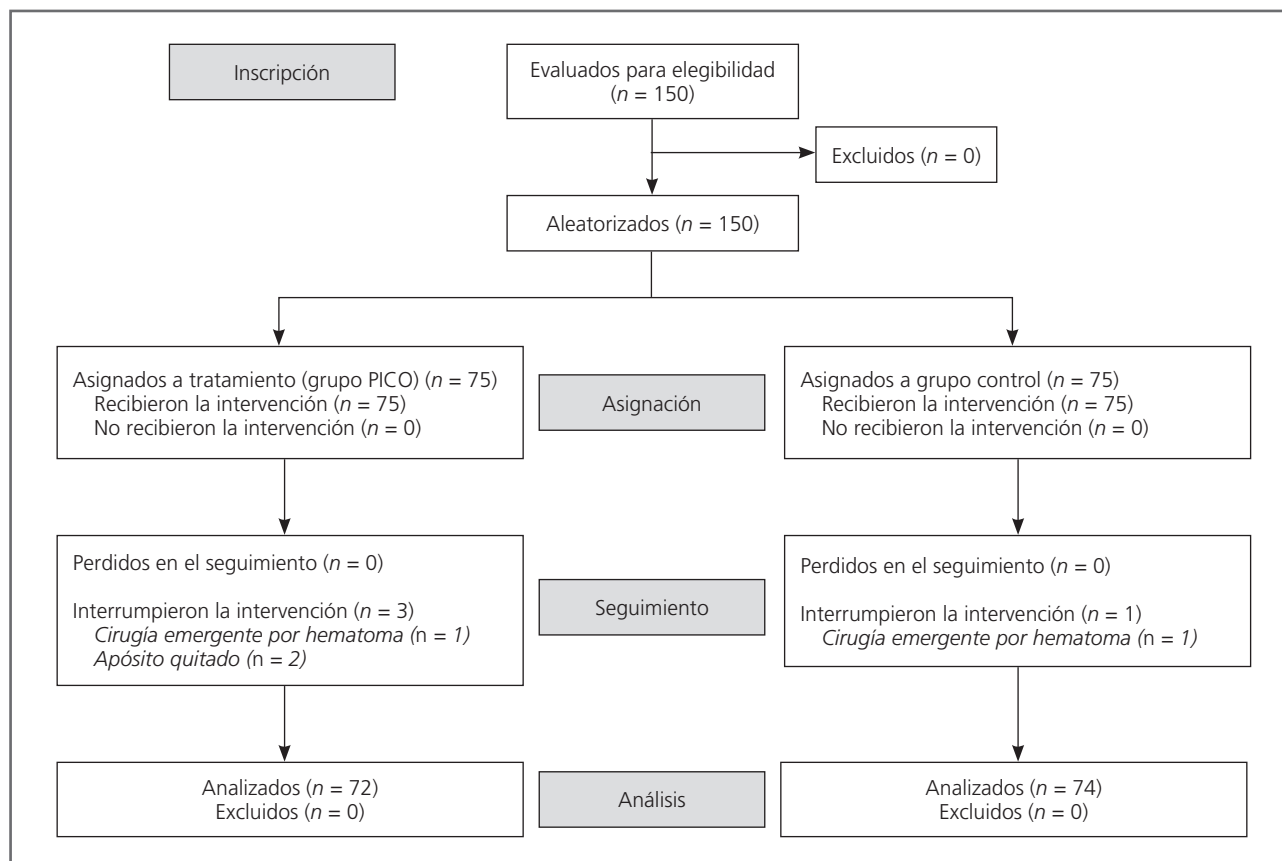 Inscripción
Evaluados para elegibilidad
(n = 150)
Excluidos (n = 0)
Aleatorizados (n = 150)
Asignados a tratamiento (grupo PICO) (n = 75)
Recibieron la intervención (n = 75)
No recibieron la intervención (n = 0)
Asignación
Asignados a grupo control (n = 75)
Recibieron la intervención (n = 75)
No recibieron la intervención (n = 0)
Perdidos en el seguimiento (n = 0)
Interrumpieron la intervención (n = 3)
Cirugía emergente por hematoma (n = 1)
Apósito quitado (n = 2)
Seguimiento
Perdidos en el seguimiento (n = 0)
Interrumpieron la intervención (n = 1)
Cirugía emergente por hematoma (n = 1)
Analizados (n = 72)
Excluidos (n = 0)
Análisis
Analizados (n = 74)
Excluidos (n = 0)